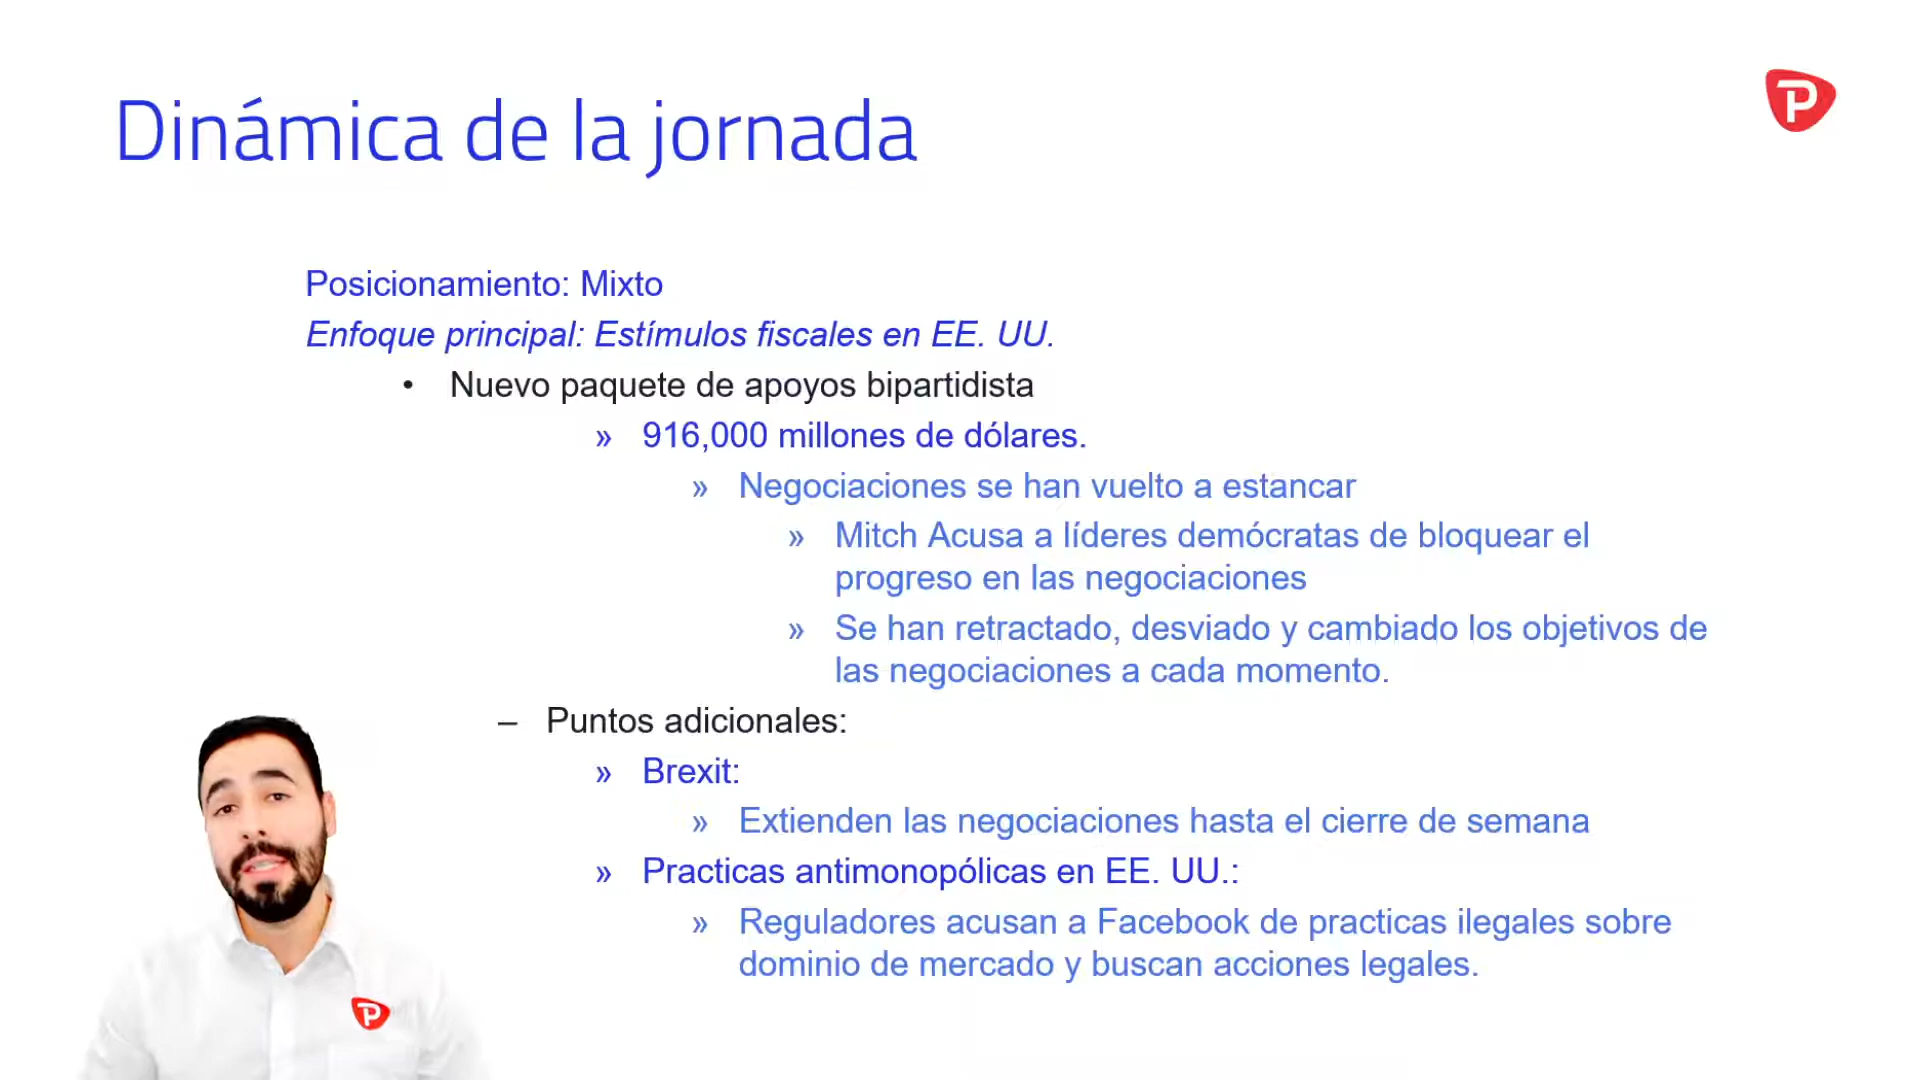 Dinámica de la jornada
Posicionamiento: Mixto
Enfoque principal: Estímulos fiscales en EE. UU.
• Nuevo paquete de apoyos bipartidista
» 916,000 millones de dólares.
» Negociaciones se han vuelto a estancar
» Mitch Acusa a líderes demócratas de bloquear el
progreso en las negociaciones
» Se han retractado, desviado y cambiado los objetivos de
las negociaciones a cada momento.
– Puntos adicionales:
» Brexit:
» Extienden las negociaciones hasta el cierre de semana
» Practicas antimonopólicas en EE. UU.:
» Reguladores acusan a Facebook de practicas ilegales sobre
dominio de mercado y buscan acciones legales.